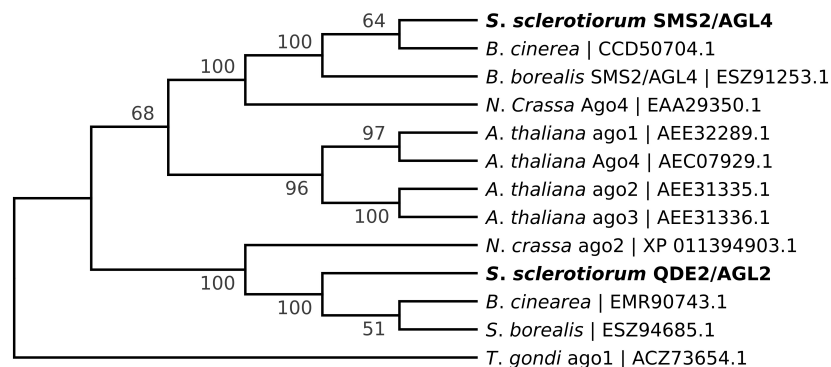 64
S. sclerotiorum SMS2/AGL4
100
B. cinerea | CCD50704.1
100
B. borealis SMS2/AGL4 | ESZ91253.1
N. Crassa Ago4 | EAA29350.1
68
97
A. thaliana ago1 | AEE32289.1
A. thaliana Ago4 | AEC07929.1
96
A. thaliana ago2 | AEE31335.1
100
A. thaliana ago3 | AEE31336.1
N. crassa ago2 | XP 011394903.1
100
S. sclerotiorum QDE2/AGL2
100
B. cinearea | EMR90743.1
51
S. borealis | ESZ94685.1
T. gondi ago1 | ACZ73654.1